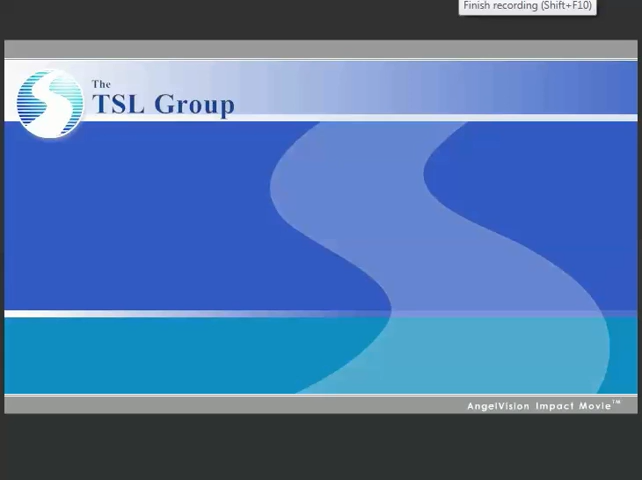 Finish recording (Shift+F10)
The
TSL Group
AngelVision Impact Movie™